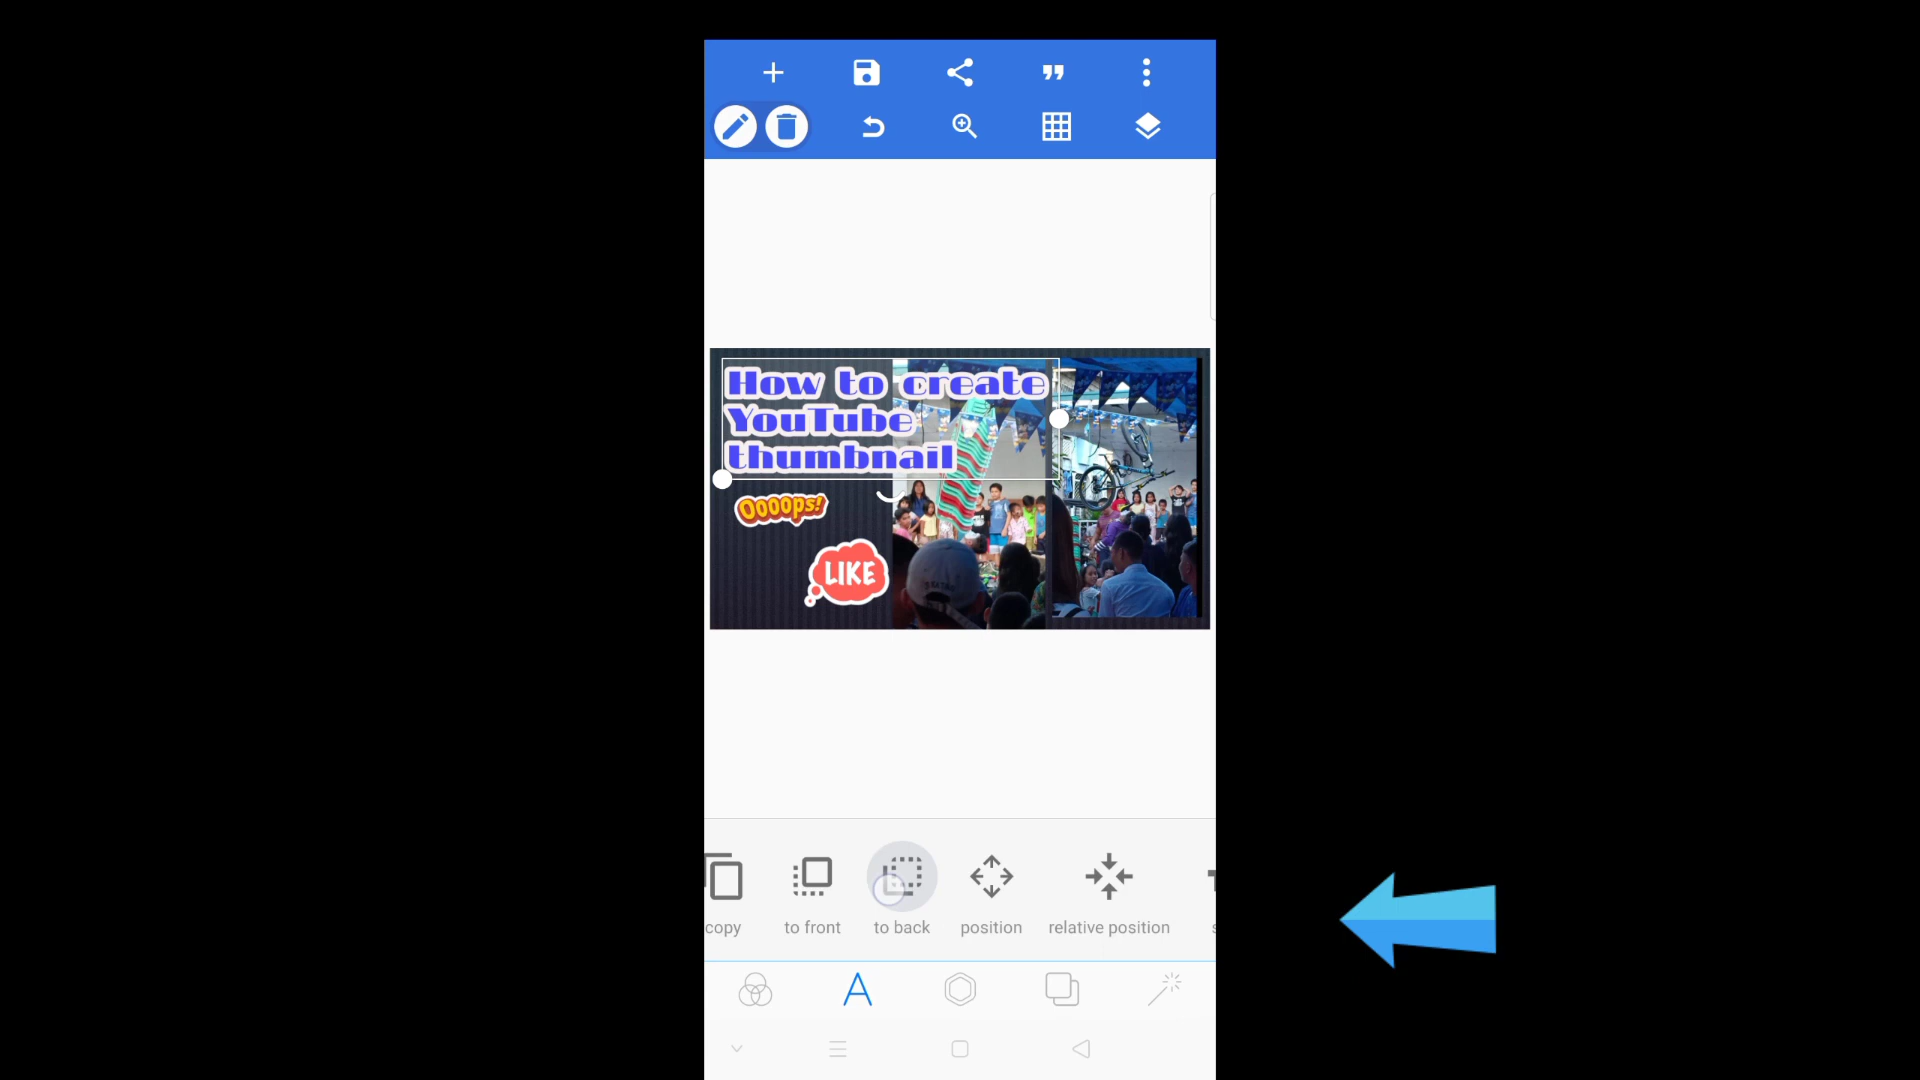 How to create
YouTube
thumbnail
Oooops!
LIKE
copy
to front
to back
position
relative position